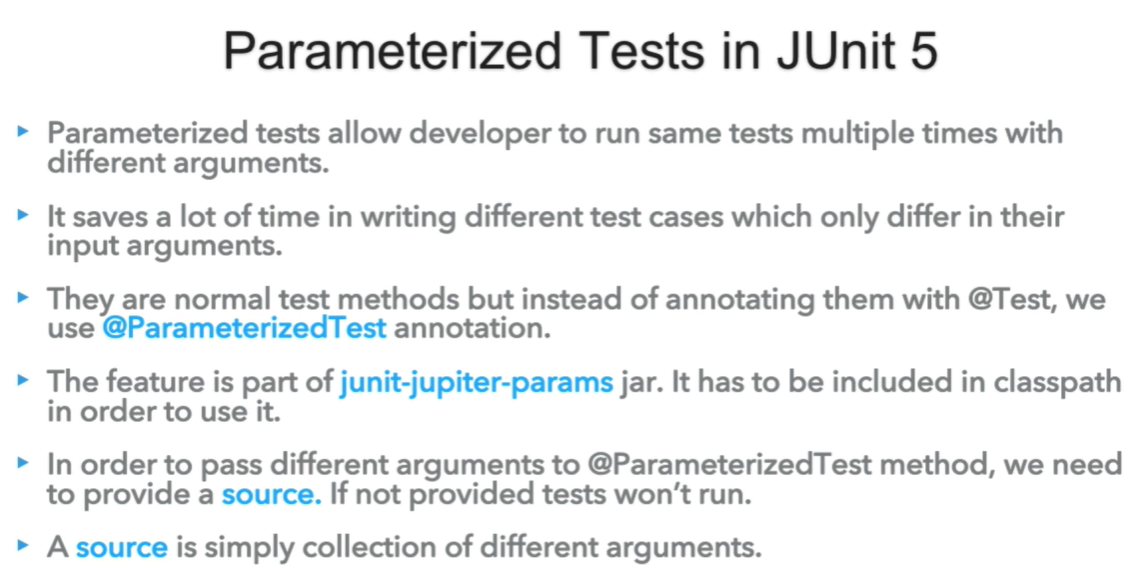 Parameterized Tests in JUnit 5
Parameterized tests allow developer to run same tests multiple times with
different arguments.
It saves a lot of time in writing different test cases which only differ in their
input arguments.
They are normal test methods but instead of annotating them with @Test, we
use @ParameterizedTest annotation.
The feature is part of junit-jupiter-params jar. It has to be included in classpath
in order to use it.
In order to pass different arguments to @ParameterizedTest method, we need
to provide a source. If not provided tests won't run.
A source is simply collection of different arguments.